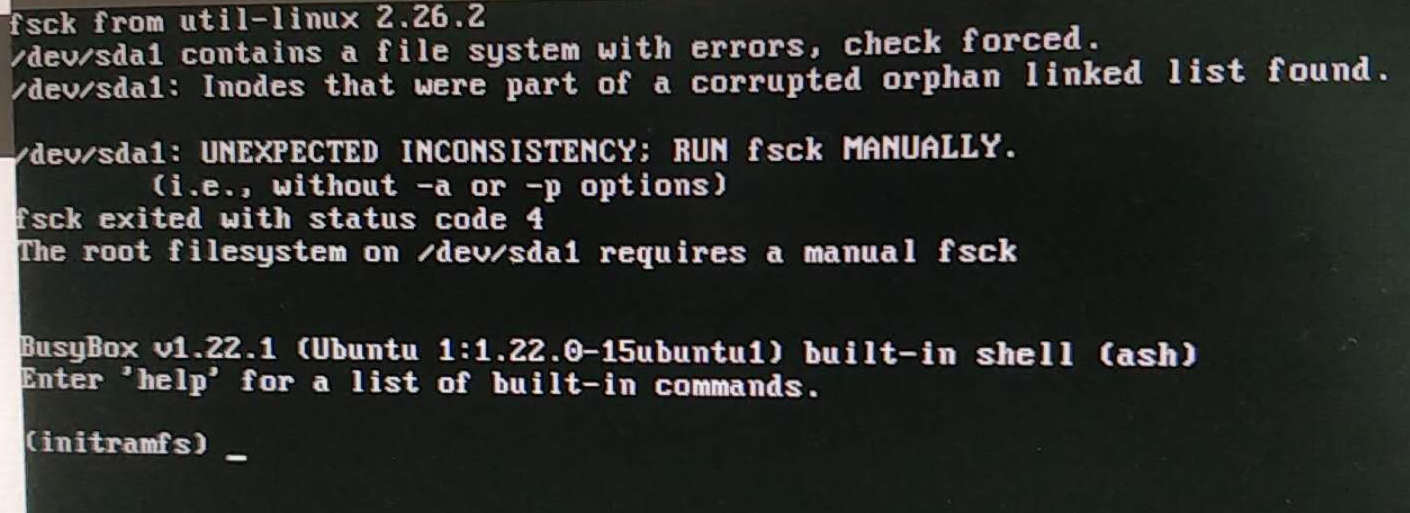 fsck from util-linux 2.26.2
/dev/sda1 contains a file system with errors, check forced.
/dev/sda1: Inodes that were part of a corrupted orphan linked list found.
/dev/sda1: UNEXPECTED INCONSISTENCY; RUN fsck MANUALLY.
(i.e., without -a or -p options)
fsck exited with status code 4
The root filesystem on /dev/sda1 requires a manual fsck
BusyBox v1.22.1 (Ubuntu 1:1.22.0-15ubuntu1) built-in shell (ash)
Enter 'help' for a list of built-in commands.
(initramfs) _